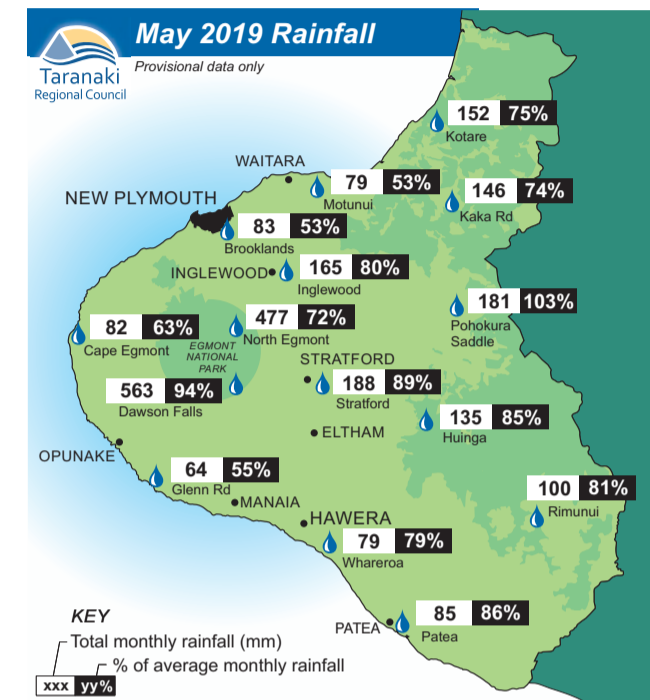 May 2019 Rainfall
Taranaki
Regional Council
Provisional data only
152 75%
Kotare
WAITARA
79 53%
Motunui
146 74%
Kaka Rd
NEW PLYMOUTH
83 53%
Brooklands
INGLEWOOD
165 80%
Inglewood
181 103%
Pohokura
Saddle
82 63%
Cape Egmont
477 72%
North Egmont
EGMONT
NATIONAL
PARK
STRATFORD
563 94%
Dawson Falls
188 89%
Stratford
135 85%
Huinga
ELTHAM
OPUNAKE
64 55%
Glenn Rd
MANAIA
100 81%
Rimunui
HAWERA
79 79%
Whareroa
PATEA
85 86%
Patea
KEY
Total monthly rainfall (mm)
% of average monthly rainfall
xxx yy%